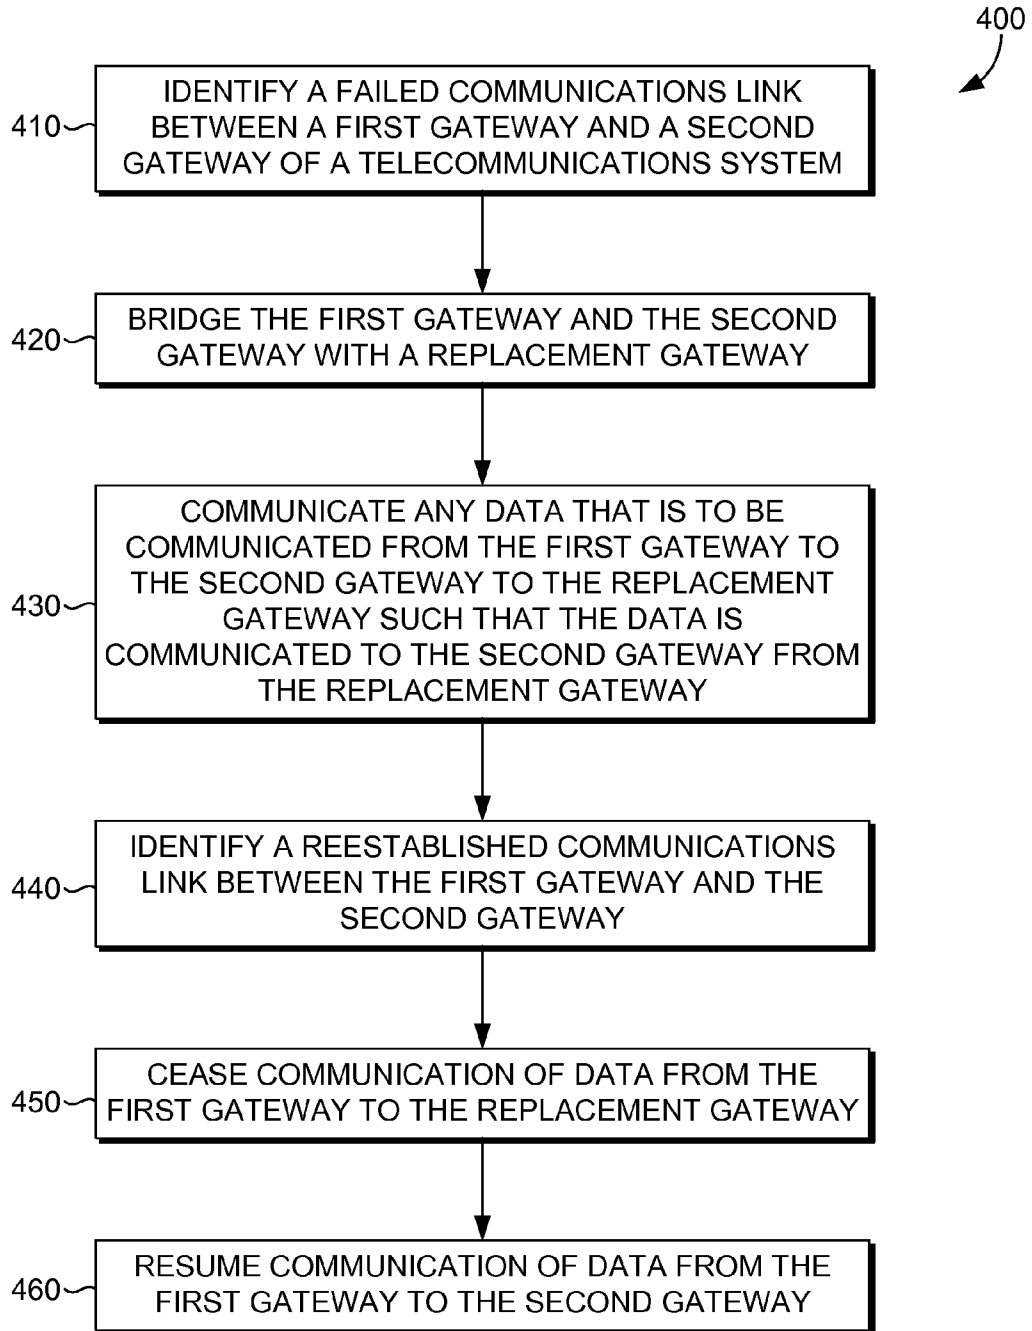 400
410
IDENTIFY A FAILED COMMUNICATIONS LINK
BETWEEN A FIRST GATEWAY AND A SECOND
GATEWAY OF A TELECOMMUNICATIONS SYSTEM
420
BRIDGE THE FIRST GATEWAY AND THE SECOND
GATEWAY WITH A REPLACEMENT GATEWAY
430
COMMUNICATE ANY DATA THAT IS TO BE
COMMUNICATED FROM THE FIRST GATEWAY TO
THE SECOND GATEWAY TO THE REPLACEMENT
GATEWAY SUCH THAT THE DATA IS
COMMUNICATED TO THE SECOND GATEWAY FROM
THE REPLACEMENT GATEWAY
440
IDENTIFY A REESTABLISHED COMMUNICATIONS
LINK BETWEEN THE FIRST GATEWAY AND THE
SECOND GATEWAY
450
CEASE COMMUNICATION OF DATA FROM THE
FIRST GATEWAY TO THE REPLACEMENT GATEWAY
460
RESUME COMMUNICATION OF DATA FROM THE
FIRST GATEWAY TO THE SECOND GATEWAY